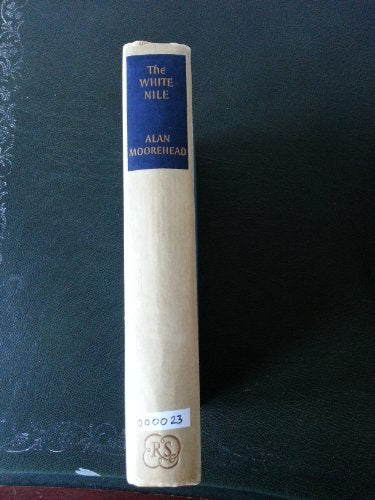 The
WHITE
NILE
ALAN
MOOREHEAD
000023
RS